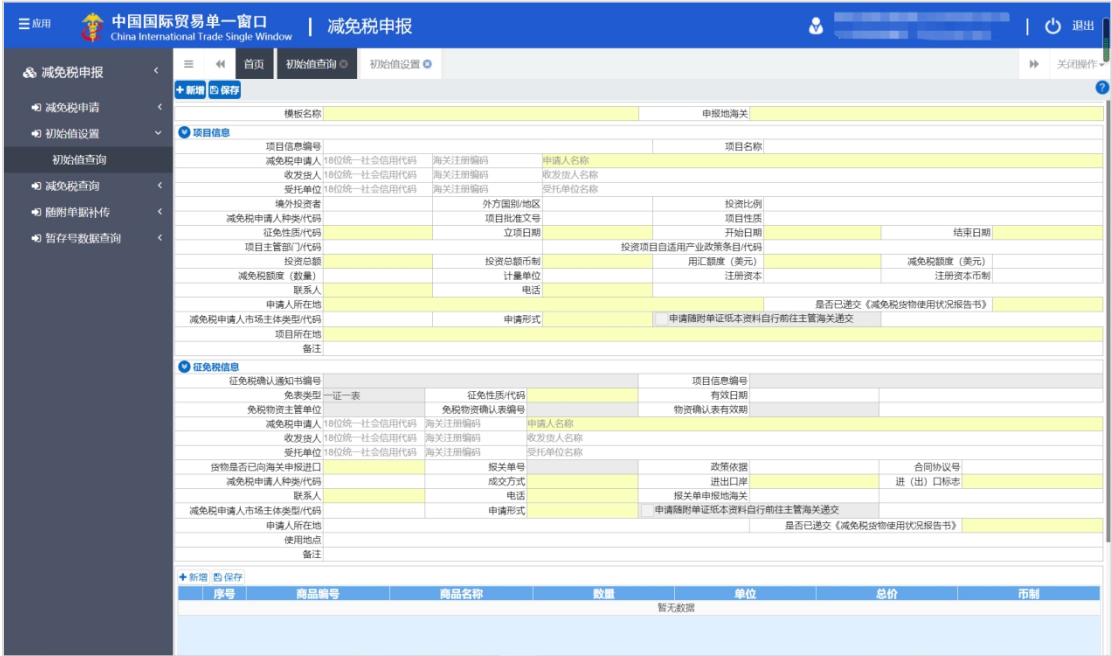 应用 中国国际贸易单一窗口 China International Trade Single Window 减免税申报 退出
减免税申报
减免税申请
初始值设置
初始值查询
减免税查询
随附单据补传
暂存号数据查询
首页 初始值查询 初始值设置 关闭操作
新增 保存
模板名称 申报地海关
项目信息
项目信息编号 项目名称
减免税申请人 18位统一社会信用代码 海关注册编码 申请人名称
收发货人 18位统一社会信用代码 海关注册编码 收发货人名称
受托单位 18位统一社会信用代码 海关注册编码 受托单位名称
境外投资者 外方国别/地区 投资比例
减免税申请人种类/代码 项目批准文号 项目性质
征免性质/代码 立项日期 开始日期 结束日期
项目主管部门/代码 投资项目自适用产业政策条目/代码
投资总额 投资总额币制 用汇额度（美元） 减免税额度（美元）
减免税额度（数量） 计量单位 注册资本 注册资本币制
联系人 电话
申请人所在地 是否已递交《减免税货物使用状况报告书》
减免税申请人市场主体类型/代码 申请形式 申请随附单证纸本资料自行前往主管海关递交
项目所在地
备注
征免税信息
征免税确认通知书编号 项目信息编号
免表类型 一证一表 征免性质/代码 有效日期
免税物资主管单位 免税物资确认表编号 物资确认表有效期
减免税申请人 18位统一社会信用代码 海关注册编码 申请人名称
收发货人 18位统一社会信用代码 海关注册编码 收发货人名称
受托单位 18位统一社会信用代码 海关注册编码 受托单位名称
货物是否已向海关申报进口 报关单号 政策依据 合同协议号
减免税申请人种类/代码 成交方式 进出口岸 进（出）口标志
联系人 电话 报关单申报地海关
减免税申请人市场主体类型/代码 申请形式 申请随附单证纸本资料自行前往主管海关递交
申请人所在地 是否已递交《减免税货物使用状况报告书》
使用地点
备注
新增 保存
序号 商品编号 商品名称 数量 单位 总价 币制
暂无数据